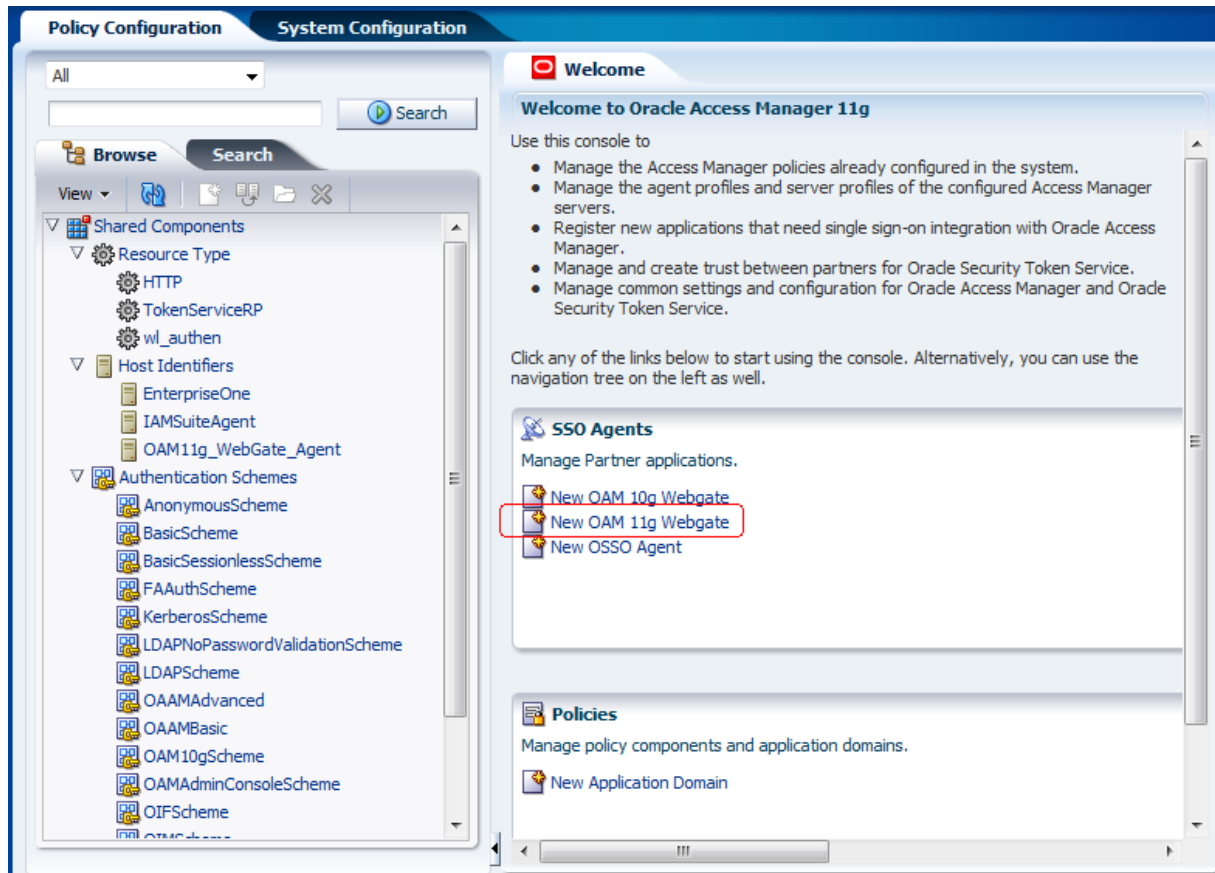 Policy Configuration
System Configuration
All
Search
Browse
Search
View
Shared Components
Resource Type
HTTP
TokenServiceRP
wl_authen
Host Identifiers
EnterpriseOne
IAMSuiteAgent
OAM11g_WebGate_Agent
Authentication Schemes
AnonymousScheme
BasicScheme
BasicSessionlessScheme
FAAuthScheme
KerberosScheme
LDAPNoPasswordValidationScheme
LDAPScheme
OAAMAdvanced
OAAMBasic
OAM10gScheme
OAMAdminConsoleScheme
OIFScheme
Welcome
Welcome to Oracle Access Manager 11g
Use this console to
Manage the Access Manager policies already configured in the system.
Manage the agent profiles and server profiles of the configured Access Manager
servers.
Register new applications that need single sign-on integration with Oracle Access
Manager.
Manage and create trust between partners for Oracle Security Token Service.
Manage common settings and configuration for Oracle Access Manager and Oracle
Security Token Service.
Click any of the links below to start using the console. Alternatively, you can use the
navigation tree on the left as well.
SSO Agents
Manage Partner applications.
New OAM 10g Webgate
New OAM 11g Webgate
New OSSO Agent
Policies
Manage policy components and application domains.
New Application Domain